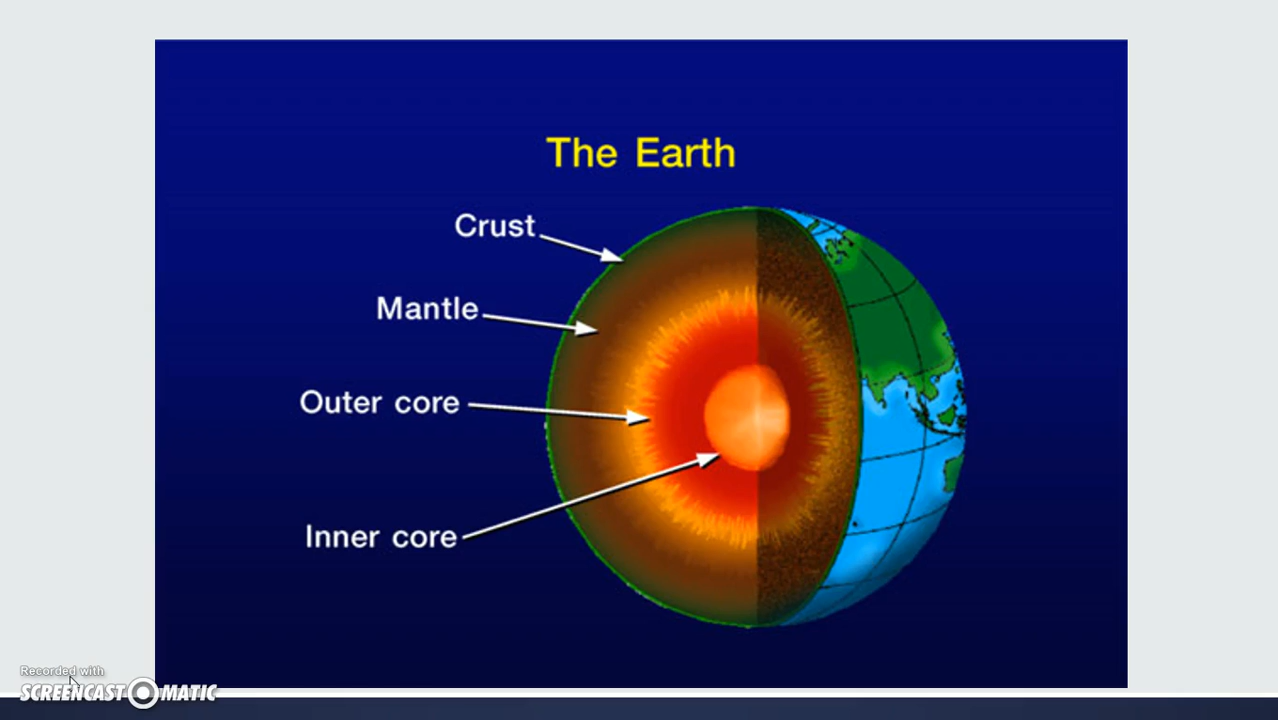 The Earth
Crust
Mantle
Outer core
Inner core
Recorded with
SCREENCAST MATIC